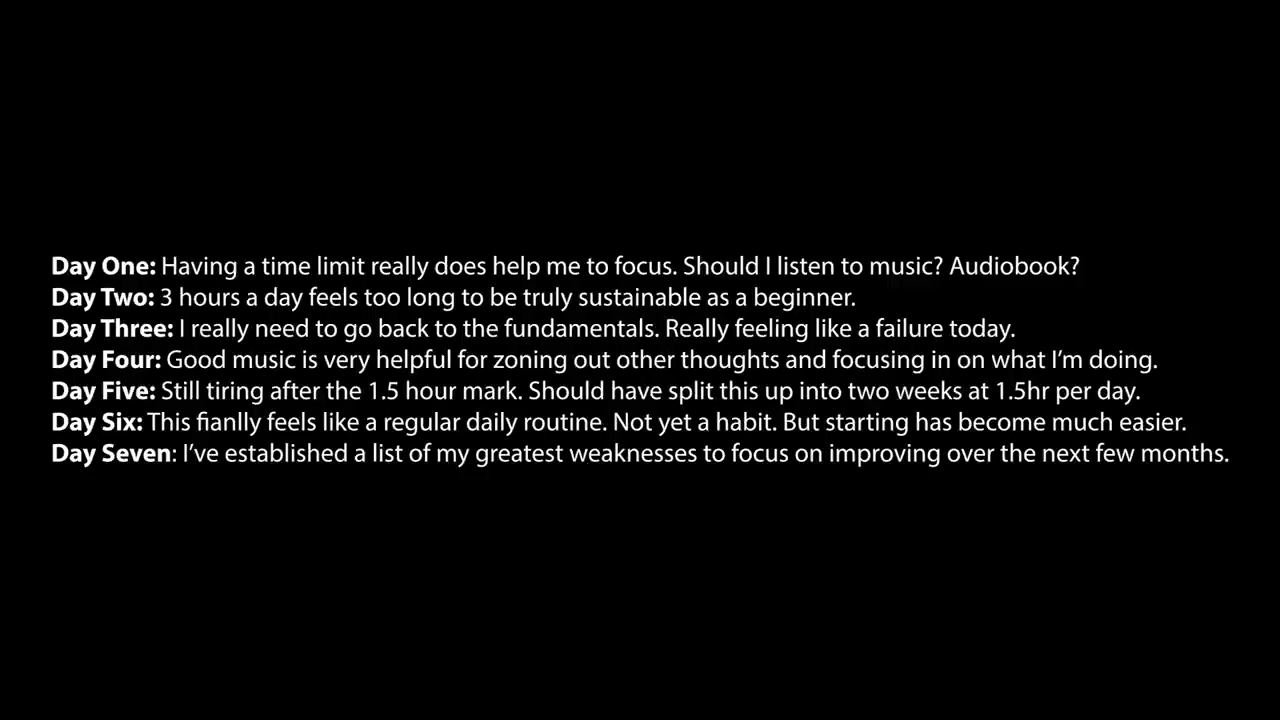 Day One: Having a time limit really does help me to focus. Should I listen to music? Audiobook?
Day Two: 3 hours a day feels too long to be truly sustainable as a beginner.
Day Three: I really need to go back to the fundamentals. Really feeling like a failure today.
Day Four: Good music is very helpful for zoning out other thoughts and focusing in on what I'm doing.
Day Five: Still tiring after the 1.5 hour mark. Should have split this up into two weeks at 1.5hr per day.
Day Six: This fianlly feels like a regular daily routine. Not yet a habit. But starting has become much easier.
Day Seven: I've established a list of my greatest weaknesses to focus on improving over the next few months.